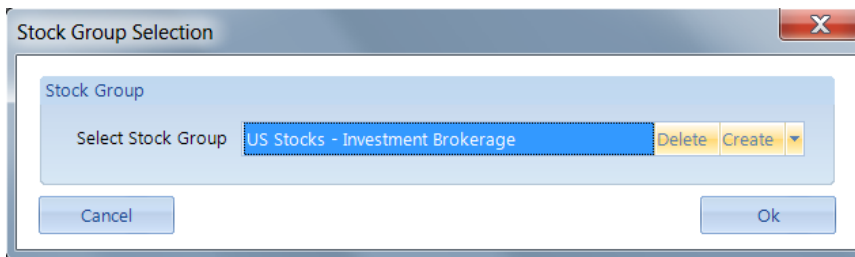 Stock Group Selection
Stock Group
Select Stock Group US Stocks - Investment Brokerage Delete Create
Cancel Ok